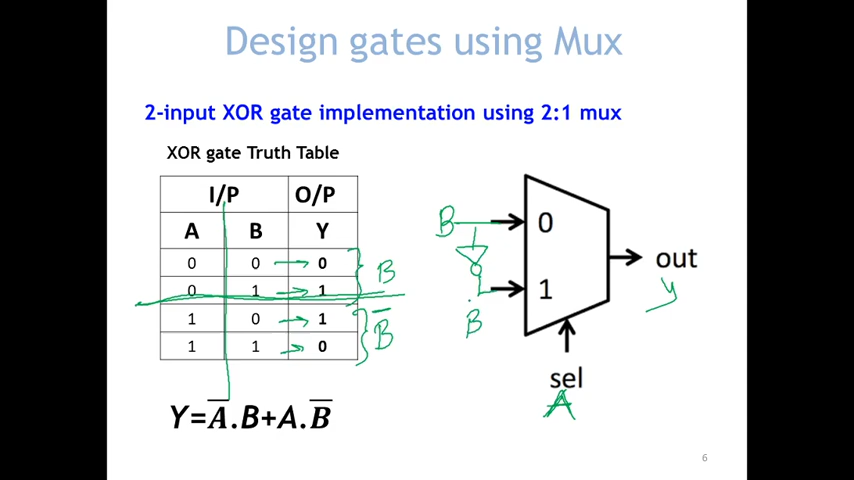 Design gates using Mux
2-input XOR gate implementation using 2:1 mux
XOR gate Truth Table
I/P O/P
A B Y
0 0 0
0 1 1
1 0 1
1 1 0
B
B̅
Y=A̅.B+A.B̅
B
0
1
B̅
out
y
sel
A
6